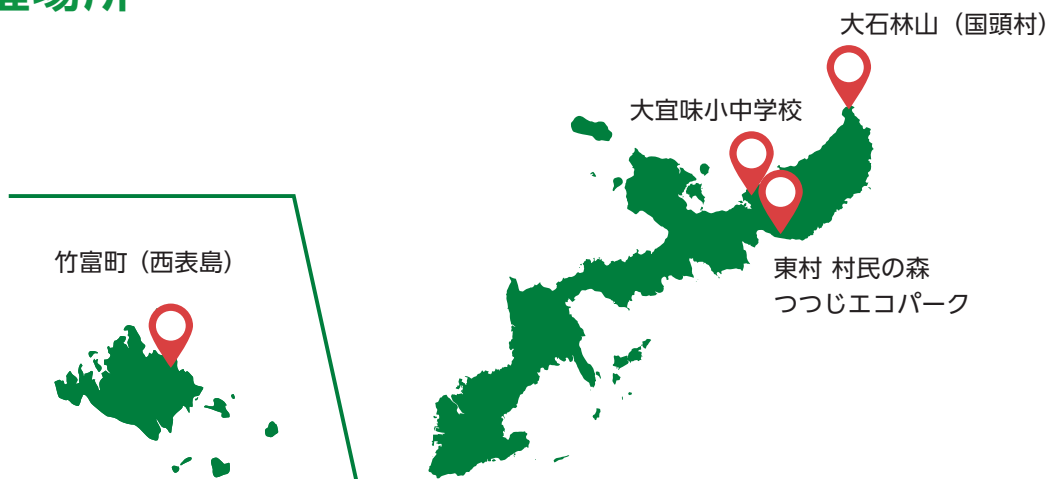 大石林山（国頭村）
大宜味小中学校
竹富町（西表島）
東村 村民の森
つつじエコパーク